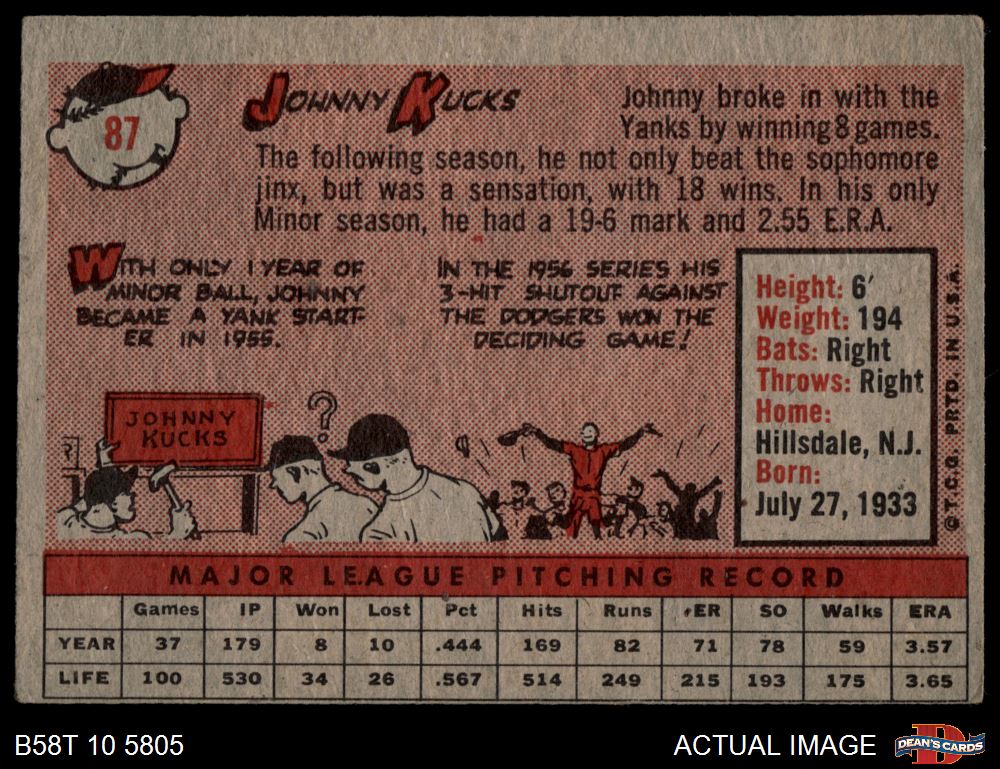 87
JOHNNY KUCKS
Johnny broke in with the
Yanks by winning 8 games.
The following season, he not only beat the sophomore
jinx, but was a sensation, with 18 wins. In his only
Minor season, he had a 19-6 mark and 2.55 E.R.A.
WITH ONLY 1 YEAR OF
MINOR BALL, JOHNNY
BECAME A YANK START-
ER IN 1955.
IN THE 1956 SERIES HIS
3-HIT SHUTOUT AGAINST
THE DODGERS WON THE
DECIDING GAME!
JOHNNY
KUCKS
?
Height: 6'
Weight: 194
Bats: Right
Throws: Right
Home:
Hillsdale, N.J.
Born:
July 27, 1933
© T.C.G. PRTD. IN U.S.A.
MAJOR LEAGUE PITCHING RECORD
Games IP Won Lost Pct Hits Runs ER SO Walks ERA
YEAR 37 179 8 10 .444 169 82 71 78 59 3.57
LIFE 100 530 34 26 .567 514 249 215 193 175 3.65
B58T 10 5805
ACTUAL IMAGE
D
DEAN'S CARDS